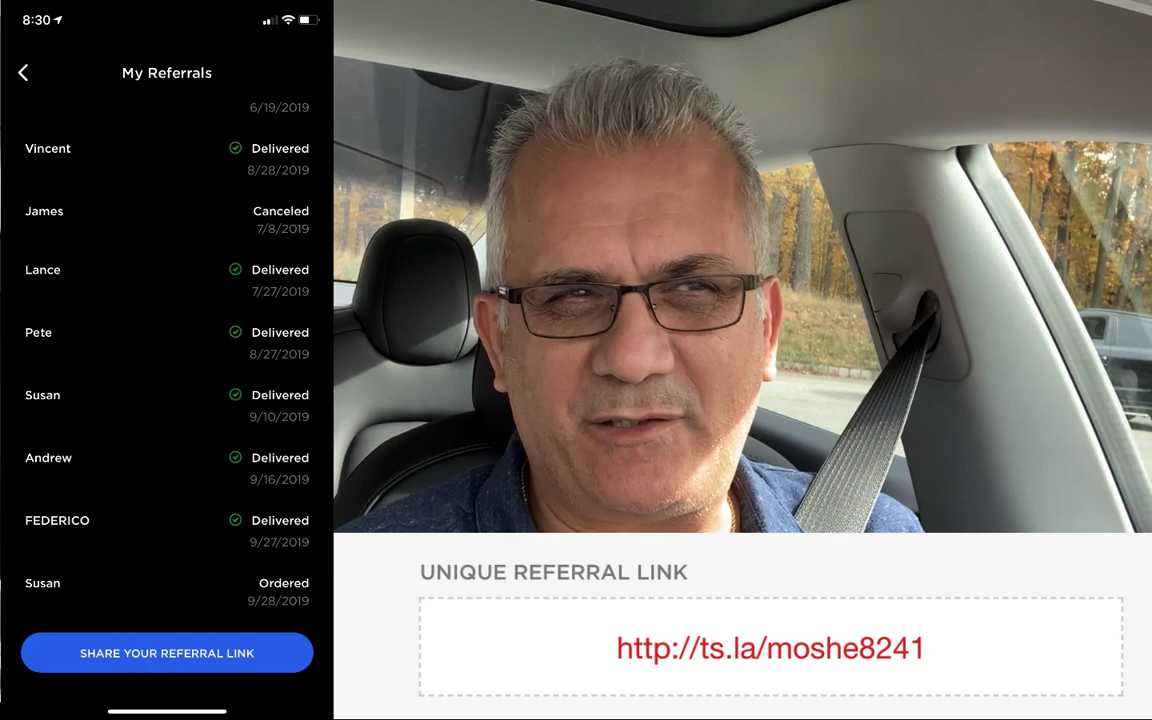 8:30
My Referrals
6/19/2019
Vincent
Delivered
8/28/2019
James
Canceled
7/8/2019
Lance
Delivered
7/27/2019
Pete
Delivered
8/27/2019
Susan
Delivered
9/10/2019
Andrew
Delivered
9/16/2019
FEDERICO
Delivered
9/27/2019
Susan
Ordered
9/28/2019
SHARE YOUR REFERRAL LINK
UNIQUE REFERRAL LINK
http://ts.la/moshe8241